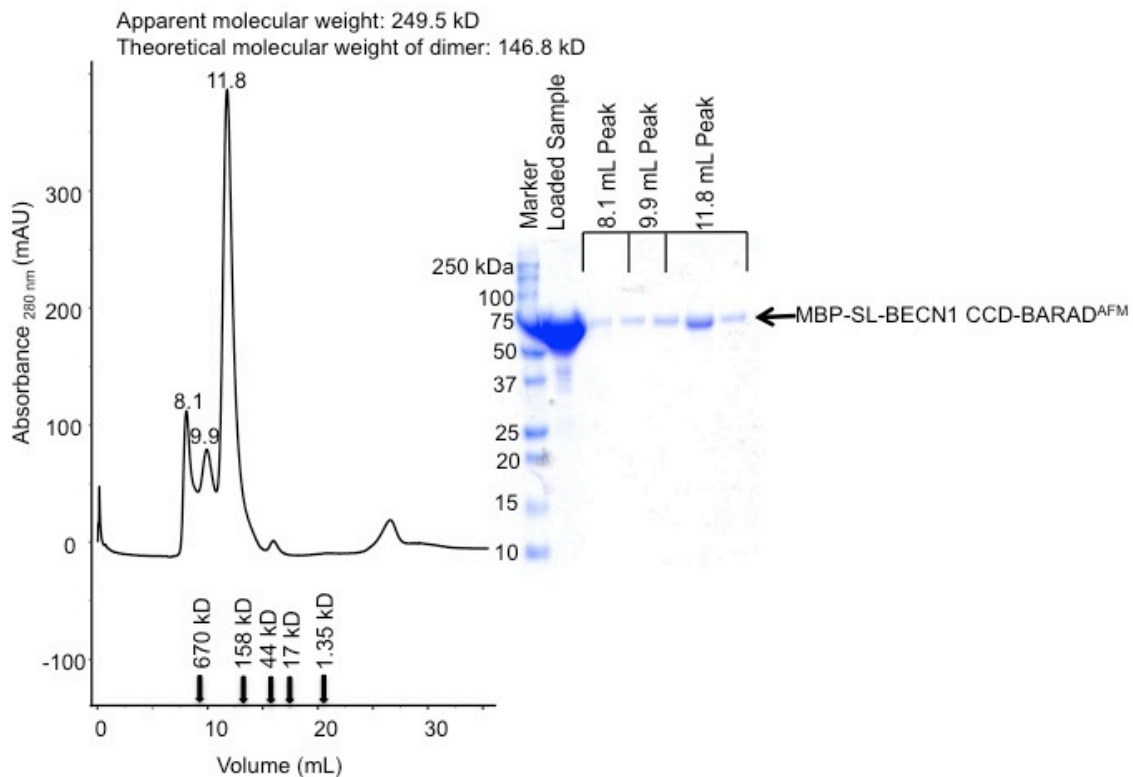 Apparent molecular weight: 249.5 kD
Theoretical molecular weight of dimer: 146.8 kD
11.8
8.1
9.9
300
200
100
0
-100
Absorbance 280 nm (mAU)
670 kD
158 kD
44 kD
17 kD
1.35 kD
0
10
20
30
Volume (mL)
Marker
Loaded Sample
8.1 mL Peak
9.9 mL Peak
11.8 mL Peak
250 kDa
100
75
50
37
25
20
15
10
MBP-SL-BECN1 CCD-BARAD^AFM